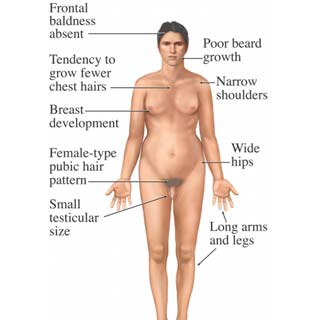 Frontal
baldness
absent
Poor beard
growth
Tendency to
grow fewer
chest hairs
Narrow
shoulders
Breast
development
Female-type
pubic hair
pattern
Wide
hips
Small
testicular
size
Long arms
and legs